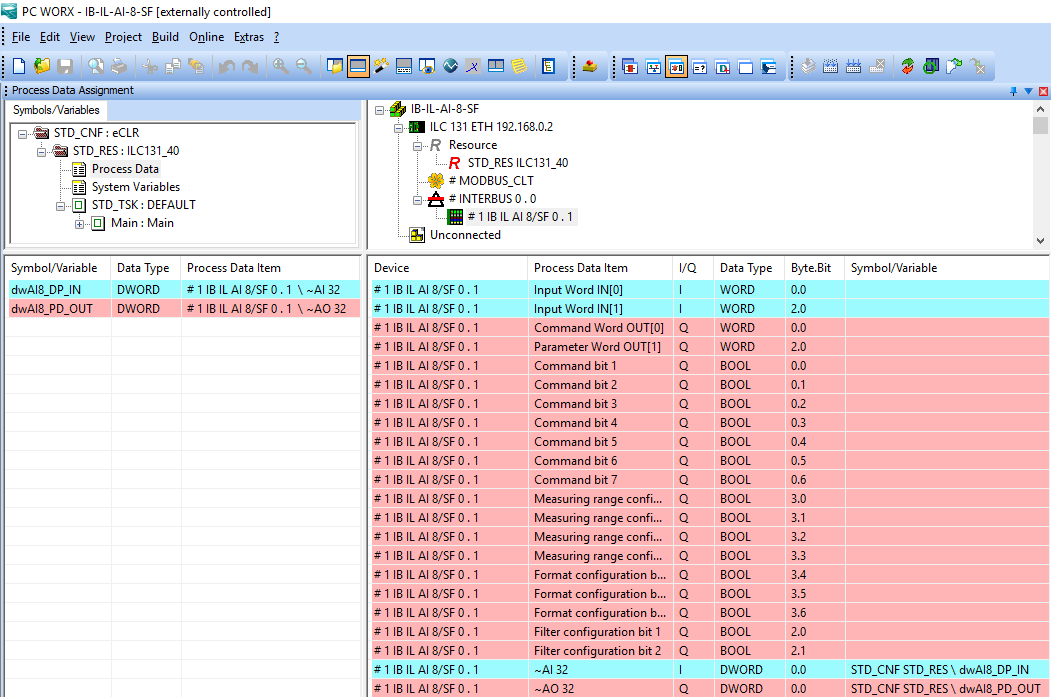 PC WORX - IB-IL-AI-8-SF [externally controlled]
File Edit View Project Build Online Extras ?
Process Data Assignment
Symbols/Variables
STD_CNF : eCLR
STD_RES : ILC131_40
Process Data
System Variables
STD_TSK : DEFAULT
Main : Main
IB-IL-AI-8-SF
ILC 131 ETH 192.168.0.2
Resource
STD_RES ILC131_40
# MODBUS_CLT
# INTERBUS 0 . 0
# 1 IB IL AI 8/SF 0 . 1
Unconnected
Symbol/Variable Data Type Process Data Item
dwAI8_DP_IN DWORD # 1 IB IL AI 8/SF 0 . 1 \ ~AI 32
dwAI8_PD_OUT DWORD # 1 IB IL AI 8/SF 0 . 1 \ ~AO 32
Device Process Data Item I/Q Data Type Byte.Bit Symbol/Variable
# 1 IB IL AI 8/SF 0 . 1 Input Word IN[0] I WORD 0.0
# 1 IB IL AI 8/SF 0 . 1 Input Word IN[1] I WORD 2.0
# 1 IB IL AI 8/SF 0 . 1 Command Word OUT[0] Q WORD 0.0
# 1 IB IL AI 8/SF 0 . 1 Parameter Word OUT[1] Q WORD 2.0
# 1 IB IL AI 8/SF 0 . 1 Command bit 1 Q BOOL 0.0
# 1 IB IL AI 8/SF 0 . 1 Command bit 2 Q BOOL 0.1
# 1 IB IL AI 8/SF 0 . 1 Command bit 3 Q BOOL 0.2
# 1 IB IL AI 8/SF 0 . 1 Command bit 4 Q BOOL 0.3
# 1 IB IL AI 8/SF 0 . 1 Command bit 5 Q BOOL 0.4
# 1 IB IL AI 8/SF 0 . 1 Command bit 6 Q BOOL 0.5
# 1 IB IL AI 8/SF 0 . 1 Command bit 7 Q BOOL 0.6
# 1 IB IL AI 8/SF 0 . 1 Measuring range confi... Q BOOL 3.0
# 1 IB IL AI 8/SF 0 . 1 Measuring range confi... Q BOOL 3.1
# 1 IB IL AI 8/SF 0 . 1 Measuring range confi... Q BOOL 3.2
# 1 IB IL AI 8/SF 0 . 1 Measuring range confi... Q BOOL 3.3
# 1 IB IL AI 8/SF 0 . 1 Format configuration b... Q BOOL 3.4
# 1 IB IL AI 8/SF 0 . 1 Format configuration b... Q BOOL 3.5
# 1 IB IL AI 8/SF 0 . 1 Format configuration b... Q BOOL 3.6
# 1 IB IL AI 8/SF 0 . 1 Filter configuration bit 1 Q BOOL 2.0
# 1 IB IL AI 8/SF 0 . 1 Filter configuration bit 2 Q BOOL 2.1
# 1 IB IL AI 8/SF 0 . 1 ~AI 32 I DWORD 0.0 STD_CNF STD_RES \ dwAI8_DP_IN
# 1 IB IL AI 8/SF 0 . 1 ~AO 32 Q DWORD 0.0 STD_CNF STD_RES \ dwAI8_PD_OUT